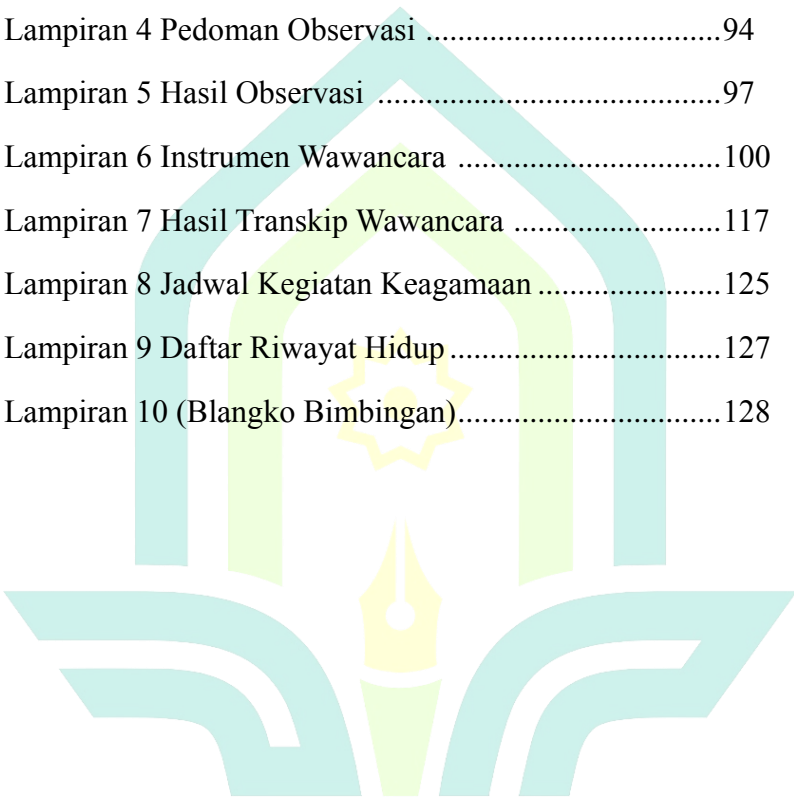 Lampiran 4 Pedoman Observasi ......................................94
Lampiran 5 Hasil Observasi ............................................97
Lampiran 6 Instrumen Wawancara ..................................100
Lampiran 7 Hasil Transkip Wawancara ...........................117
Lampiran 8 Jadwal Kegiatan Keagamaan ........................125
Lampiran 9 Daftar Riwayat Hidup ...................................127
Lampiran 10 (Blangko Bimbingan)..................................128